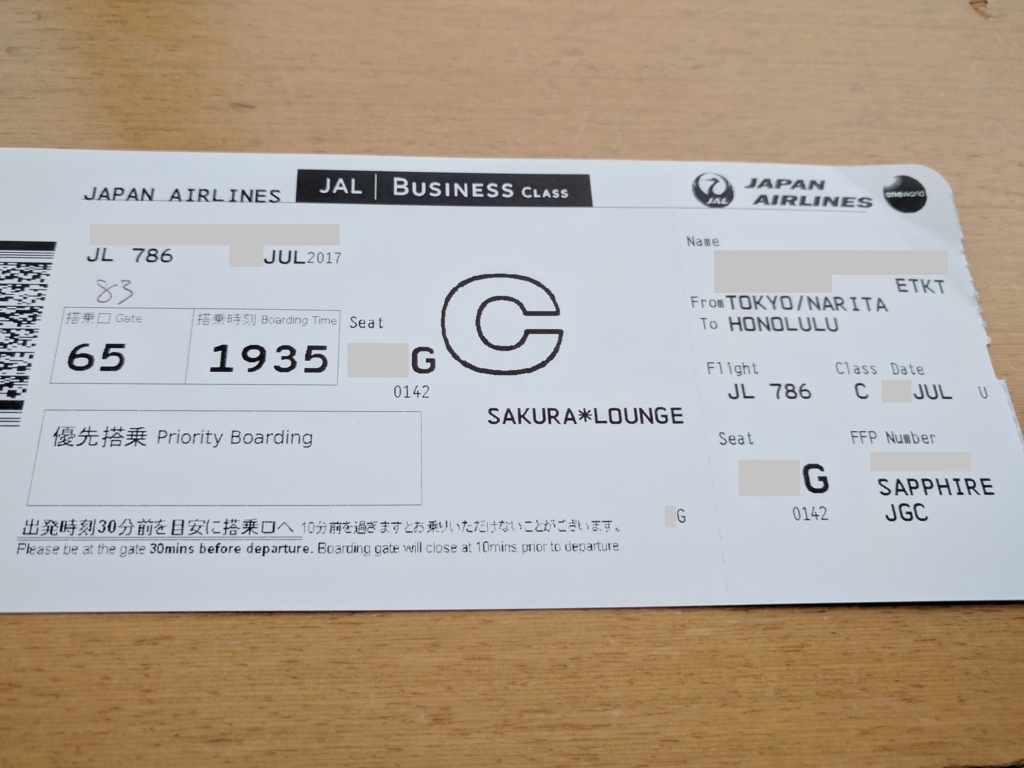 JAPAN AIRLINES
JAL | BUSINESS CLASS
JL 786 JUL2017
83
搭乗口 Gate
65
搭乗時刻 Boarding Time
1935
Seat
G
0142
C
SAKURA*LOUNGE
優先搭乗 Priority Boarding
出発時刻30分前を目安に搭乗口へ 10分前を過ぎますとお乗りいただけないことがございます。
Please be at the gate 30mins before departure. Boarding gate will close at 10mins prior to departure.
G
JAL
JAPAN
AIRLINES
oneworld
Name
ETKT
From TOKYO/NARITA
To HONOLULU
Flight Class Date
JL 786 C JUL U
Seat
G
0142
FFP Number
SAPPHIRE
JGC